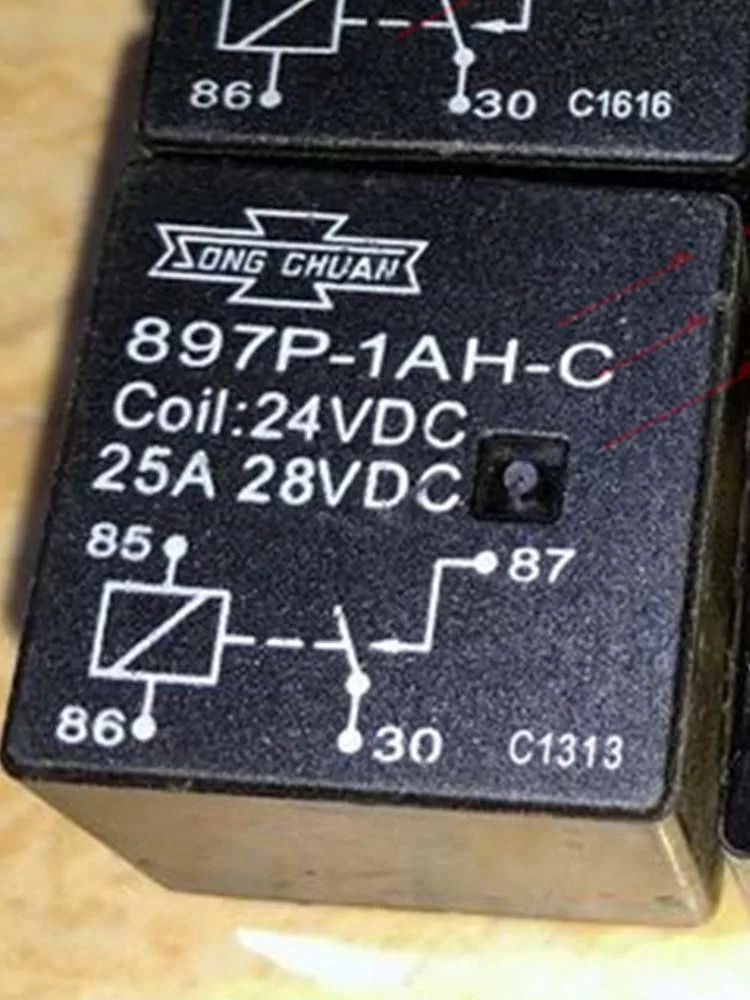 86 30 C1616
SONG CHUAN
897P-1AH-C
Coil:24VDC
25A 28VDC
85 87
86 30 C1313